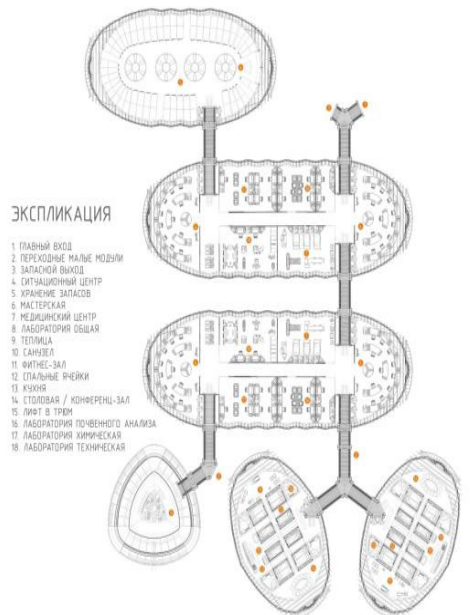 ЭКСПЛИКАЦИЯ
1. ГЛАВНЫЙ ВХОД
2. ПЕРЕХОДНЫЕ МАЛЫЕ МОДУЛИ
3. ЗАПАСНОЙ ВЫХОД
4. СИТУАЦИОННЫЙ ЦЕНТР
5. ХРАНЕНИЕ ЗАПАСОВ
6. МАСТЕРСКАЯ
7. МЕДИЦИНСКИЙ ЦЕНТР
8. ЛАБОРАТОРИЯ ОБЩАЯ
9. ТЕПЛИЦА
10. САНУЗЕЛ
11. ФИТНЕС-ЗАЛ
12. СПАЛЬНЫЕ ЯЧЕЙКИ
13. КУХНЯ
14. СТОЛОВАЯ / КОНФЕРЕНЦ-ЗАЛ
15. ЛИФТ В ТРЮМ
16. ЛАБОРАТОРИЯ ПОЧВЕННОГО АНАЛИЗА
17. ЛАБОРАТОРИЯ ХИМИЧЕСКАЯ
18. ЛАБОРАТОРИЯ ТЕХНИЧЕСКАЯ